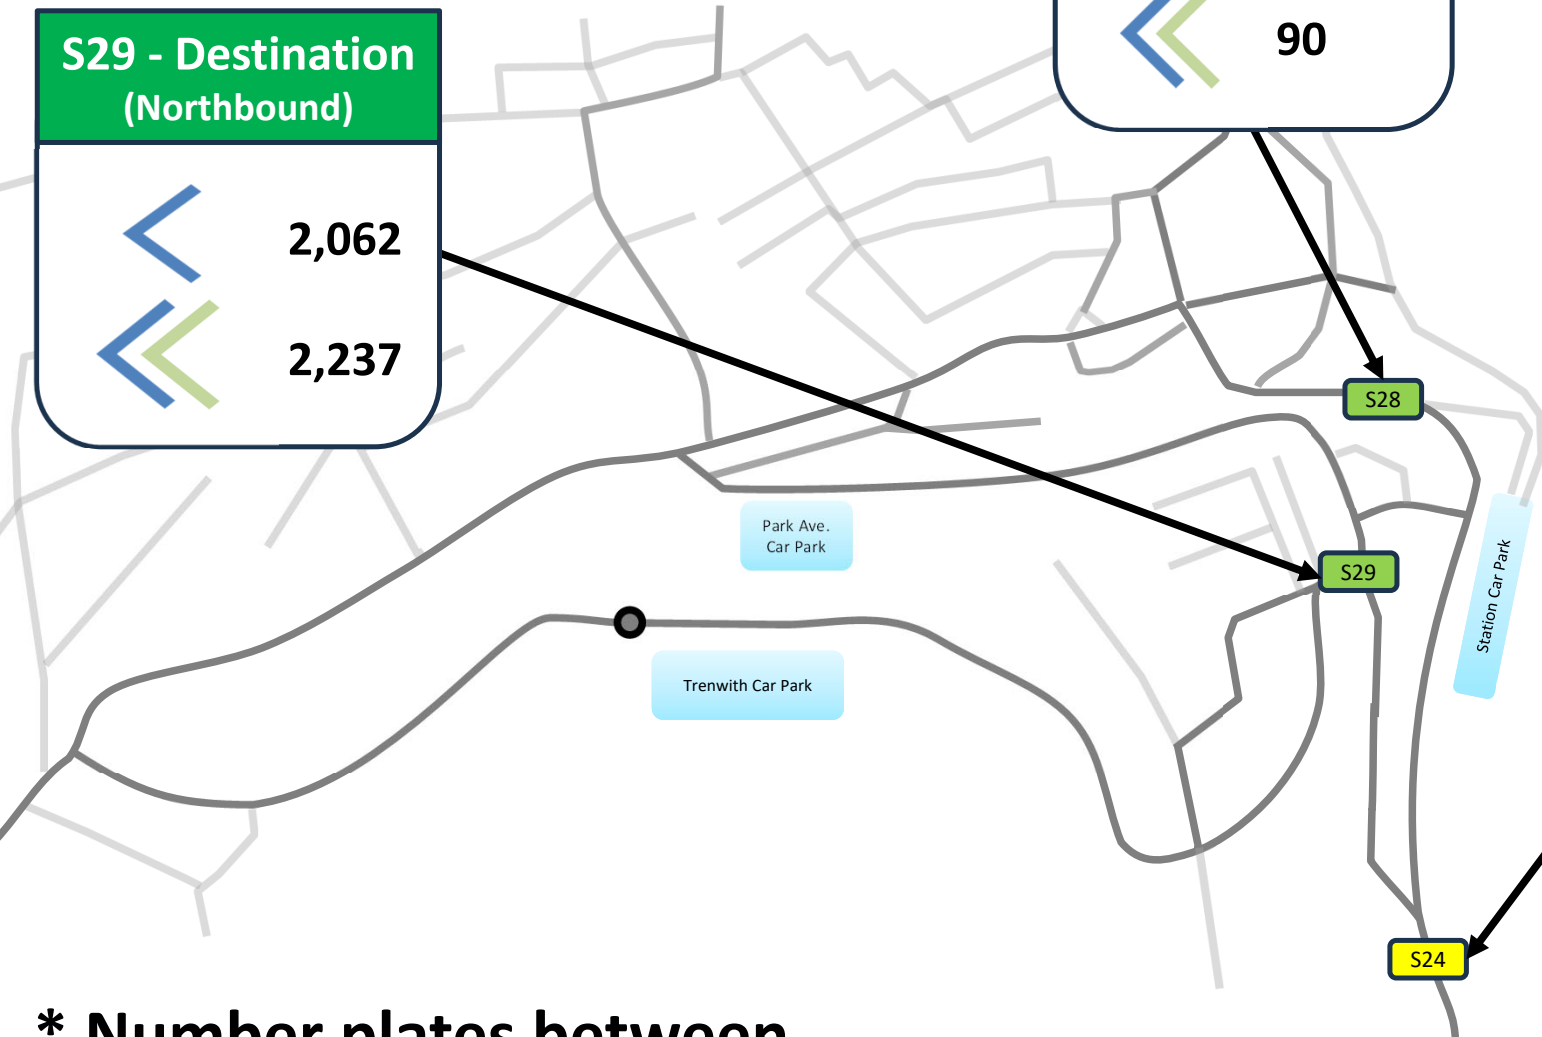 S29 - Destination
(Northbound)
2,062
2,237
90
S28
Park Ave.
Car Park
S29
Station Car Park
Trenwith Car Park
S24
* Number plates between